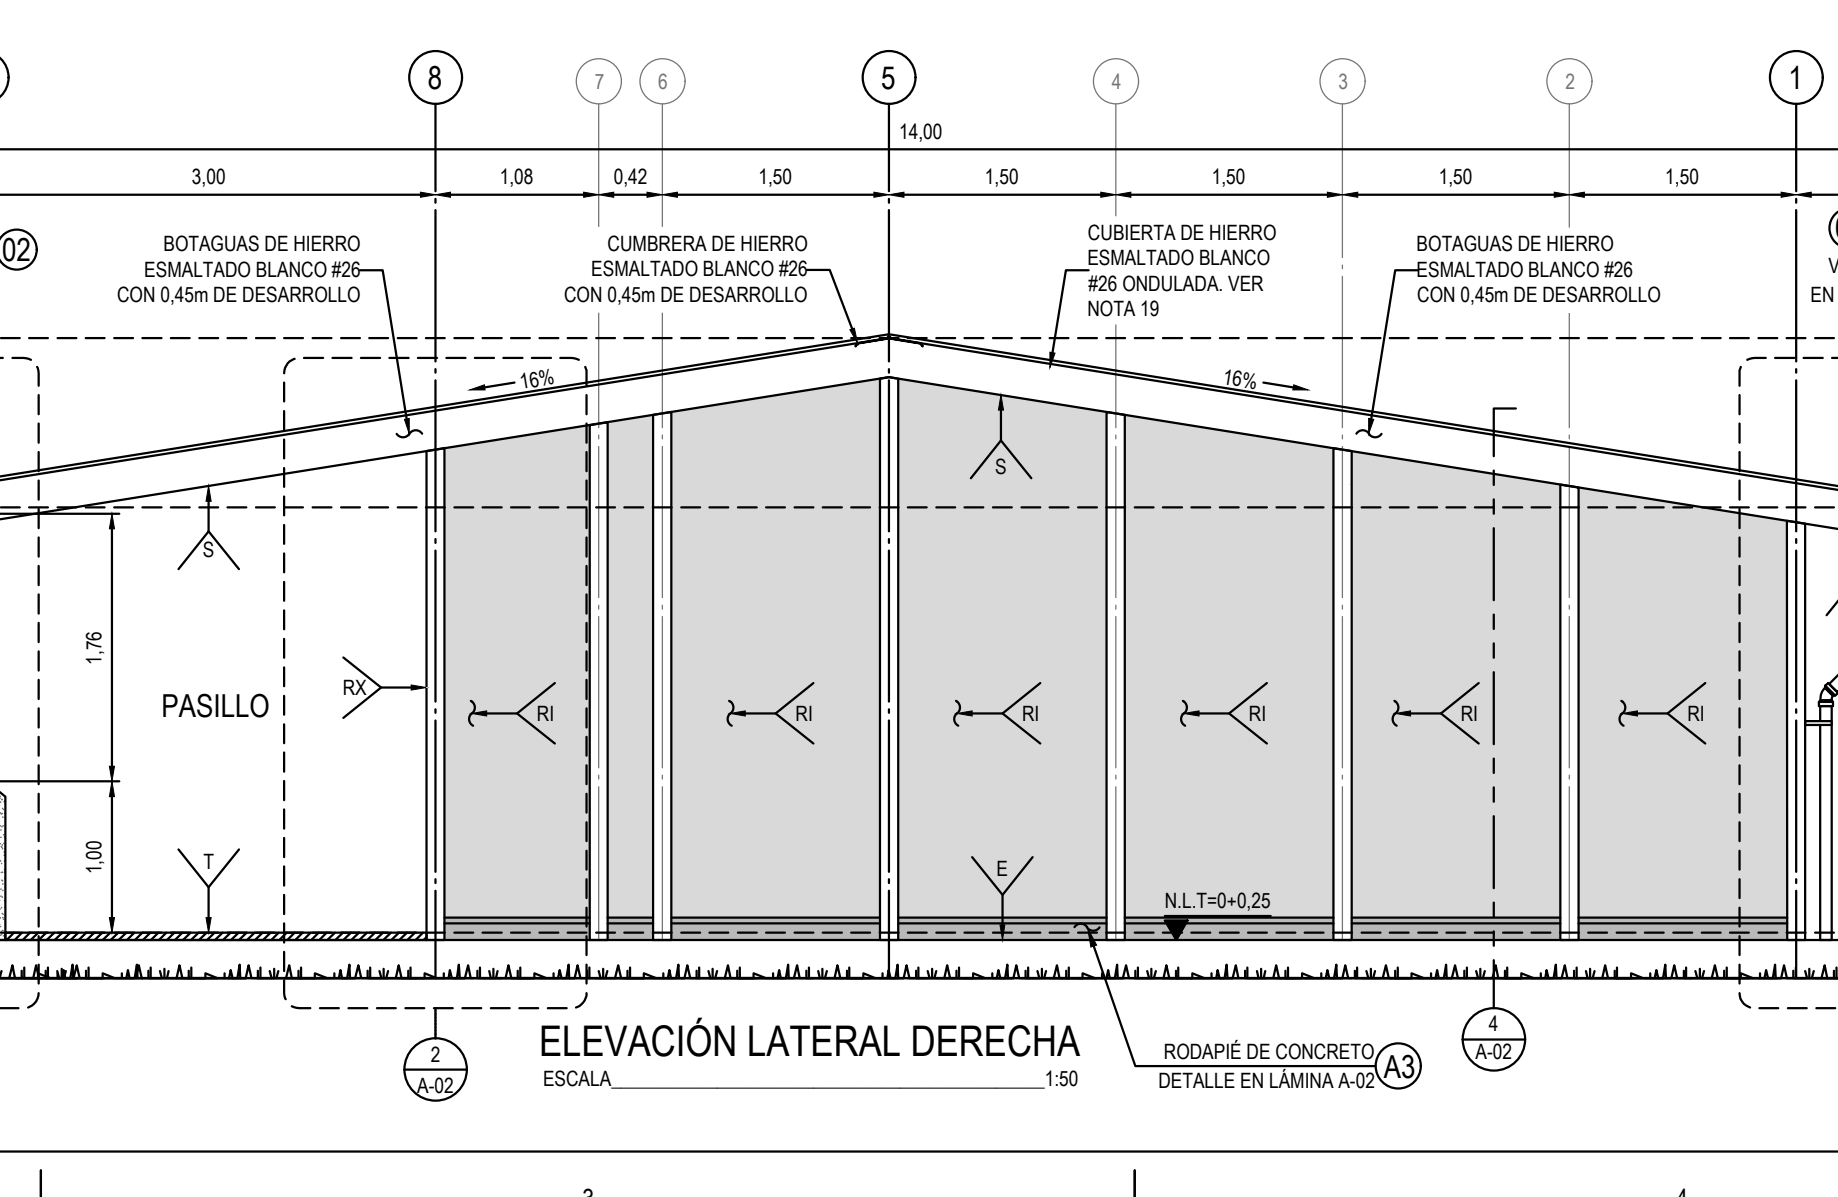 8
7
6
5
4
3
2
1
14,00
3,00
1,08
0,42
1,50
1,50
1,50
1,50
1,50
02
BOTAGUAS DE HIERRO
ESMALTADO BLANCO #26
CON 0,45m DE DESARROLLO
CUMBRERA DE HIERRO
ESMALTADO BLANCO #26
CON 0,45m DE DESARROLLO
CUBIERTA DE HIERRO
ESMALTADO BLANCO
#26 ONDULADA. VER
NOTA 19
BOTAGUAS DE HIERRO
ESMALTADO BLANCO #26
CON 0,45m DE DESARROLLO
V
EN
16%
16%
S
S
1,76
PASILLO
RX
RI
RI
RI
RI
RI
RI
1,00
T
E
N.L.T=0+0,25
2
A-02
ELEVACIÓN LATERAL DERECHA
ESCALA 1:50
RODAPIÉ DE CONCRETO
DETALLE EN LÁMINA A-02
A3
4
A-02